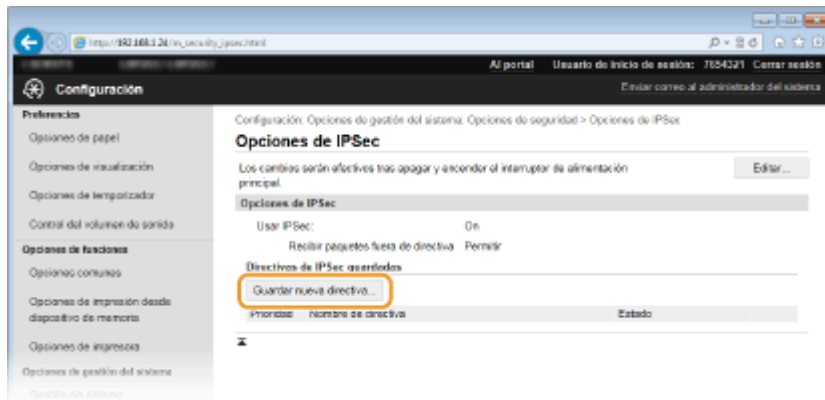 http://192.168.1.24/m_security_ipsec.html
Al portal Usuario de inicio de sesión: 7654321 Cerrar sesión
Configuración
Enviar correo al administrador del sistema
Preferencias
Opciones de papel
Opciones de visualización
Opciones de temporizador
Control del volumen de sonido
Opciones de funciones
Opciones comunes
Opciones de impresión desde
dispositivo de memoria
Opciones de impresora
Opciones de gestión del sistema
Gestión del sistema
Configuración: Opciones de gestión del sistema: Opciones de seguridad > Opciones de IPSec
Opciones de IPSec
Los cambios serán efectivos tras apagar y encender el interruptor de alimentación
principal.
Editar...
Opciones de IPSec
Usar IPSec: On
Recibir paquetes fuera de directiva Permitir
Directivas de IPSec guardadas
Guardar nueva directiva...
Prioridad Nombre de directiva Estado